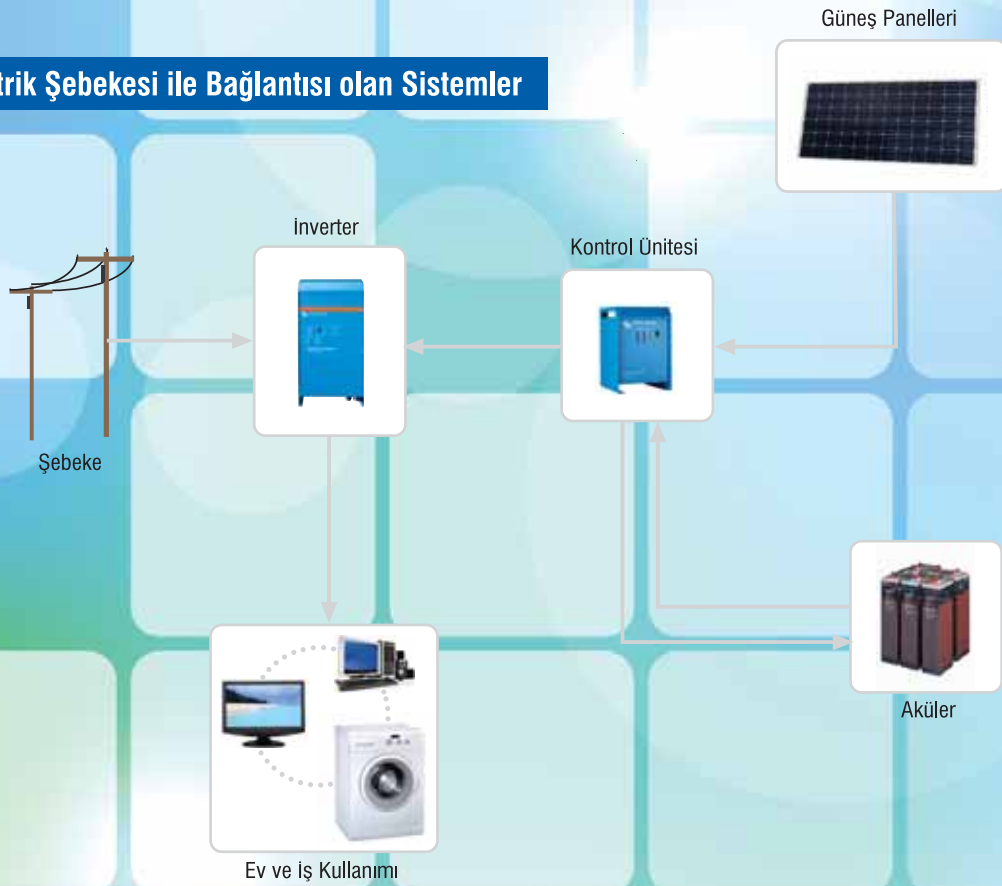 Güneş Panelleri
trik Şebekesi ile Bağlantısı olan Sistemler
İnverter
Kontrol Ünitesi
Şebeke
Aküler
Ev ve İş Kullanımı